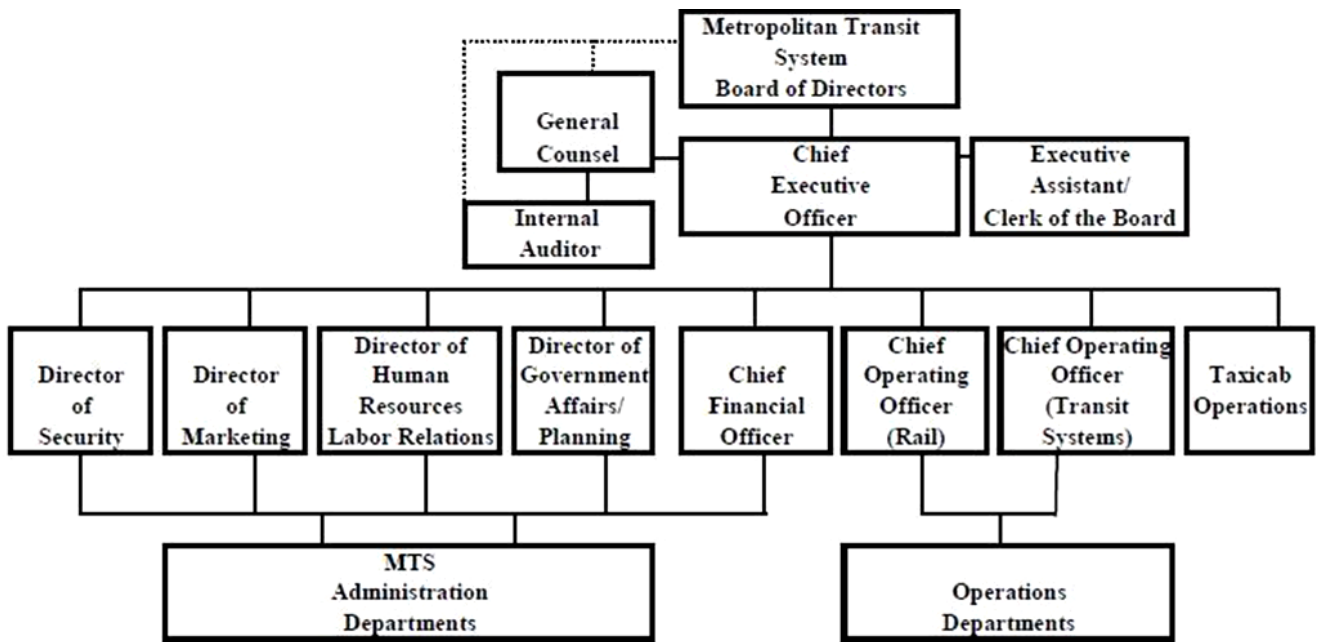 Metropolitan Transit
System
Board of Directors
General
Counsel
Chief
Executive
Officer
Executive
Assistant/
Clerk of the Board
Internal
Auditor
Director
of
Security
Director
of
Marketing
Director of
Human
Resources
Labor Relations
Director of
Government
Affairs/
Planning
Chief
Financial
Officer
Chief
Operating
Officer
(Rail)
Chief Operating
Officer
(Transit
Systems)
Taxicab
Operations
MTS
Administration
Departments
Operations
Departments